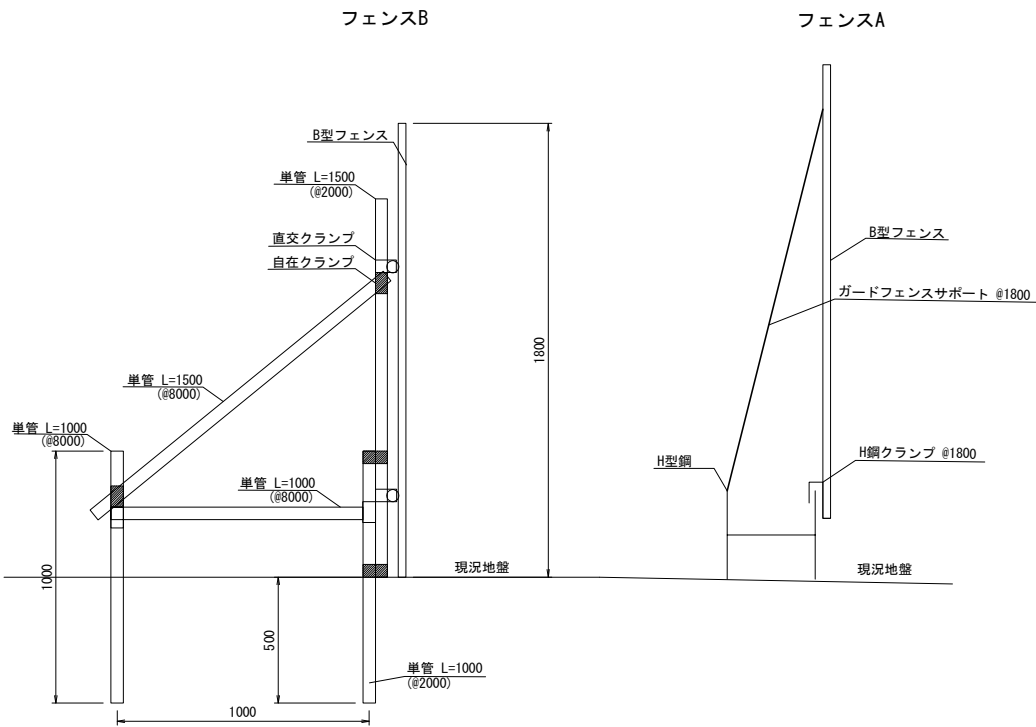 フェンスB
フェンスA
B型フェンス
単管 L=1500
(@2000)
直交クランプ
自在クランプ
B型フェンス
ガードフェンスサポート @1800
1800
単管 L=1500
(@8000)
単管 L=1000
(@8000)
H型鋼
H鋼クランプ @1800
単管 L=1000
(@8000)
現況地盤
現況地盤
1000
500
単管 L=1000
(@2000)
1000